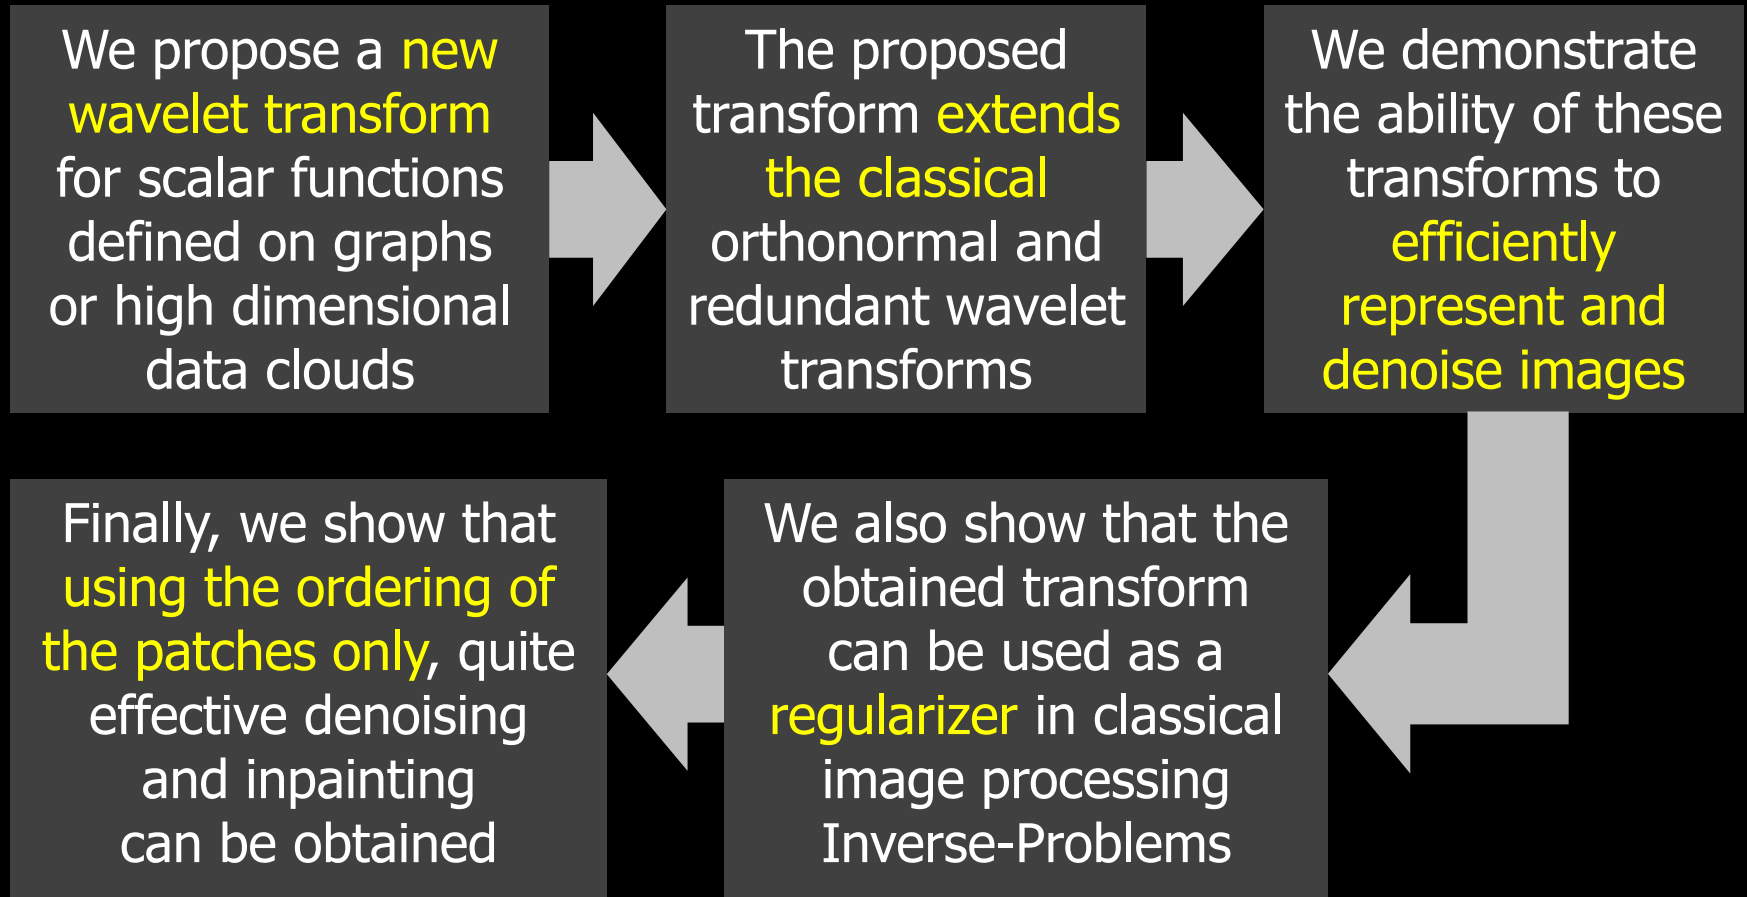 We propose a new
wavelet transform
for scalar functions
defined on graphs
or high dimensional
data clouds
The proposed
transform extends
the classical
orthonormal and
redundant wavelet
transforms
We demonstrate
the ability of these
transforms to
efficiently
represent and
denoise images
We also show that the
obtained transform
can be used as a
regularizer in classical
image processing
Inverse-Problems
Finally, we show that
using the ordering of
the patches only, quite
effective denoising
and inpainting
can be obtained